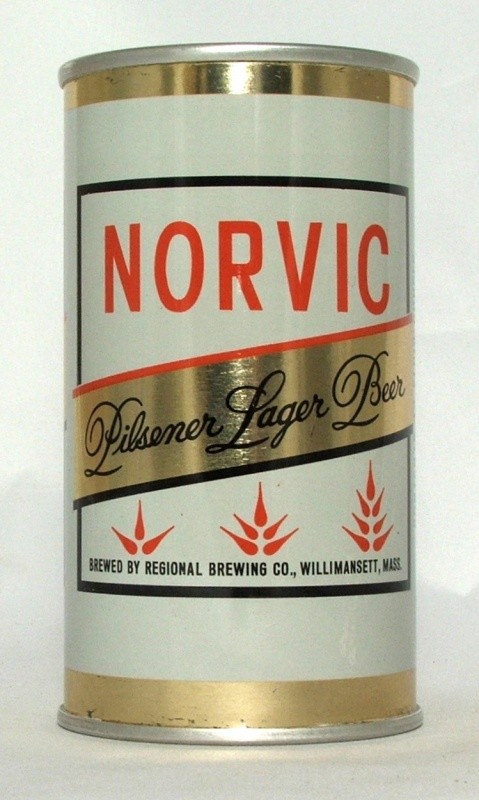 NORVIC
Pilsener Lager Beer
BREWED BY REGIONAL BREWING CO., WILLIMANSETT, MASS.